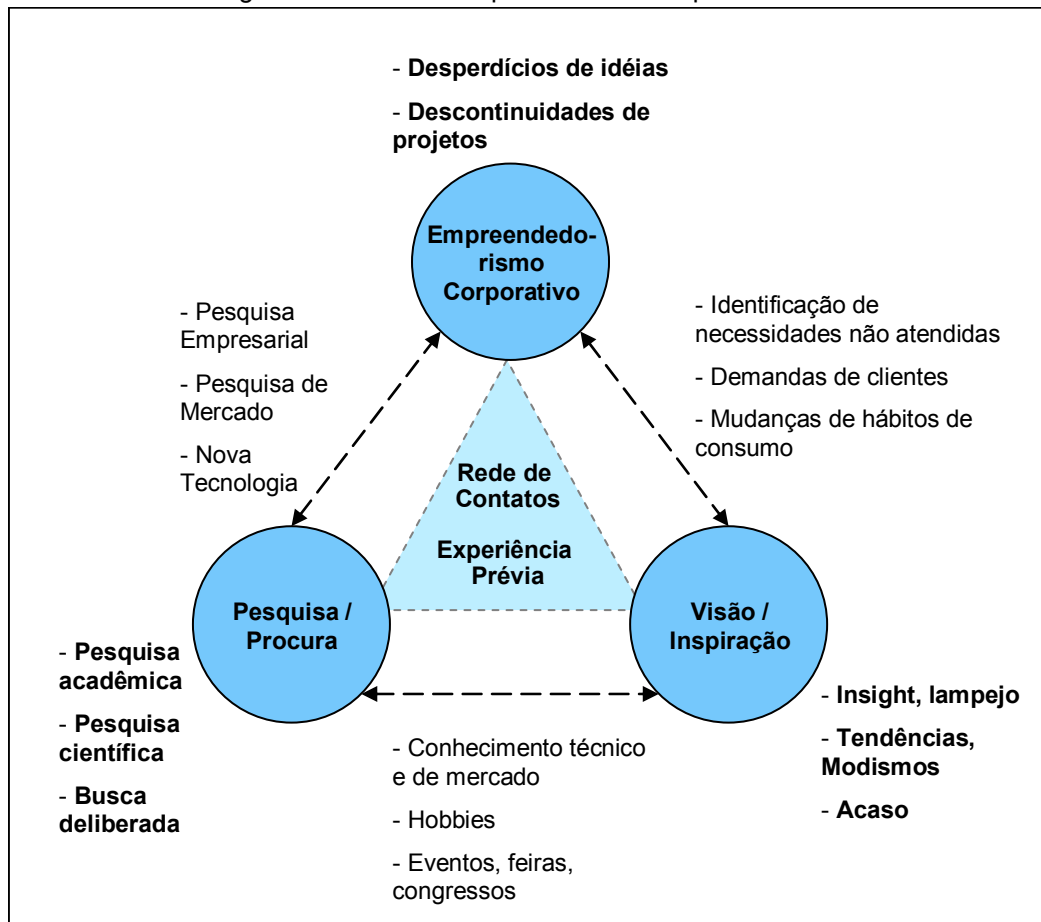 - Desperdícios de idéias
- Descontinuidades de
projetos
Empreendedo-
rismo
Corporativo
- Pesquisa
Empresarial
- Pesquisa de
Mercado
- Nova
Tecnologia
- Identificação de
necessidades não atendidas
- Demandas de clientes
- Mudanças de hábitos de
consumo
Rede de
Contatos
Experiência
Prévia
Pesquisa /
Procura
Visão /
Inspiração
- Pesquisa
acadêmica
- Pesquisa
científica
- Busca
deliberada
- Conhecimento técnico
e de mercado
- Hobbies
- Eventos, feiras,
congressos
- Insight, lampejo
- Tendências,
Modismos
- Acaso